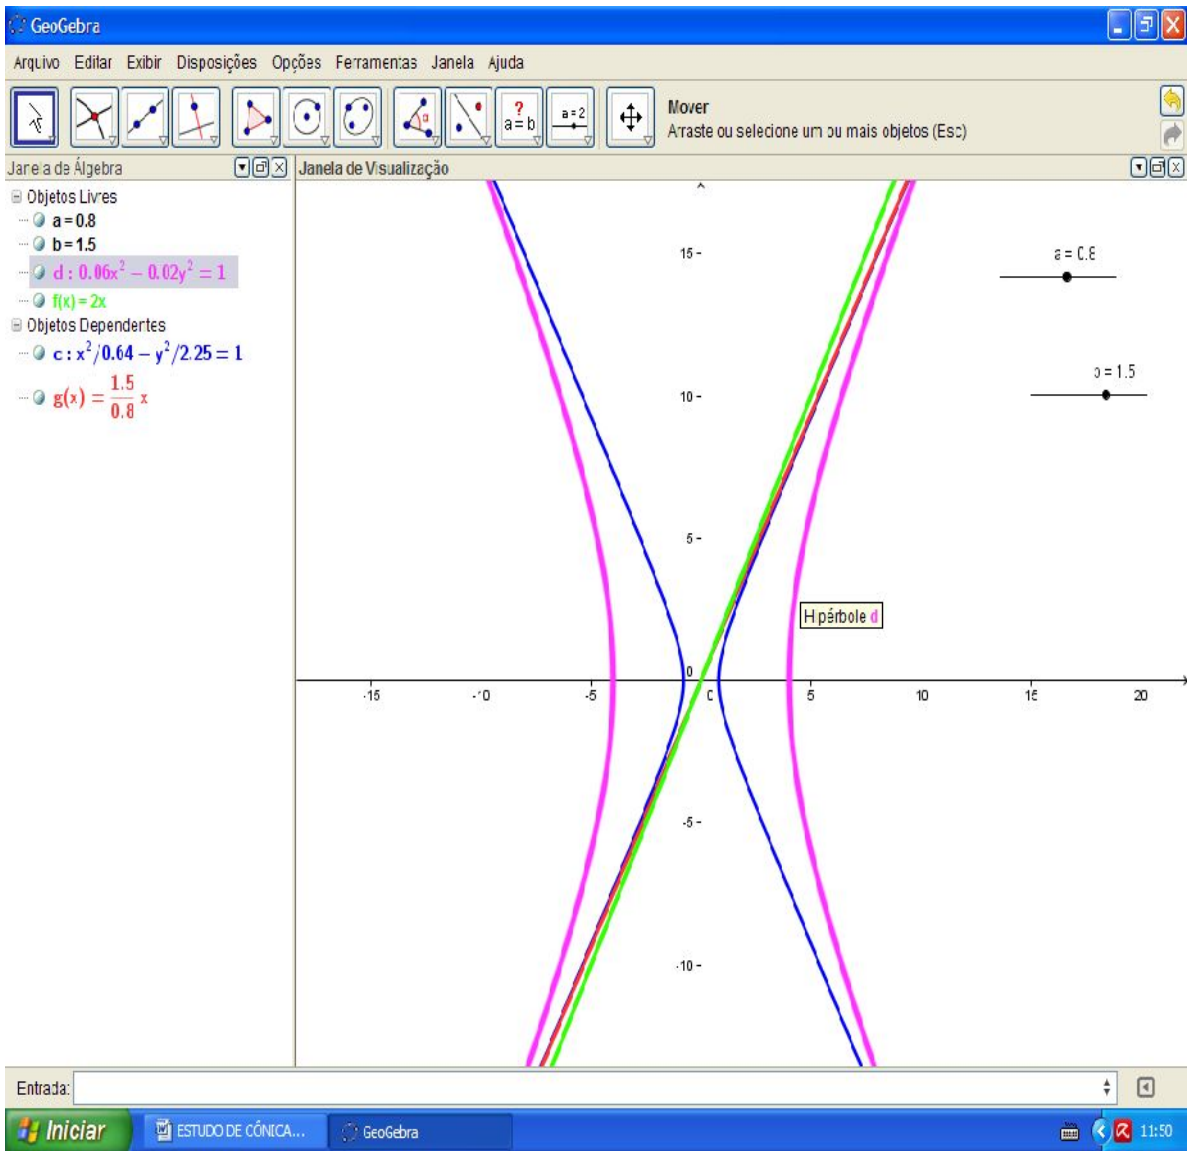 GeoGebra
Arquivo Editar Exibir Disposições Opções Ferramentas Janela Ajuda
Mover
Arraste ou selecione um ou mais objetos (Esc)
? a = b
a = 2
Janela de Álgebra
Janela de Visualização
Objetos Livres
a = 0.8
b = 1.5
d : 0.06x² − 0.02y² = 1
f(x) = 2x
Objetos Dependentes
c : x²/0.64 − y²/2.25 = 1
g(x) = 1.5/0.8 x
15
a = 0.8
10
b = 1.5
5
Hipérbole d
0
-15 -10 -5 0 5 10 15 20
-5
-10
Entrada:
Iniciar
ESTUDO DE CÔNICA...
GeoGebra
11:50